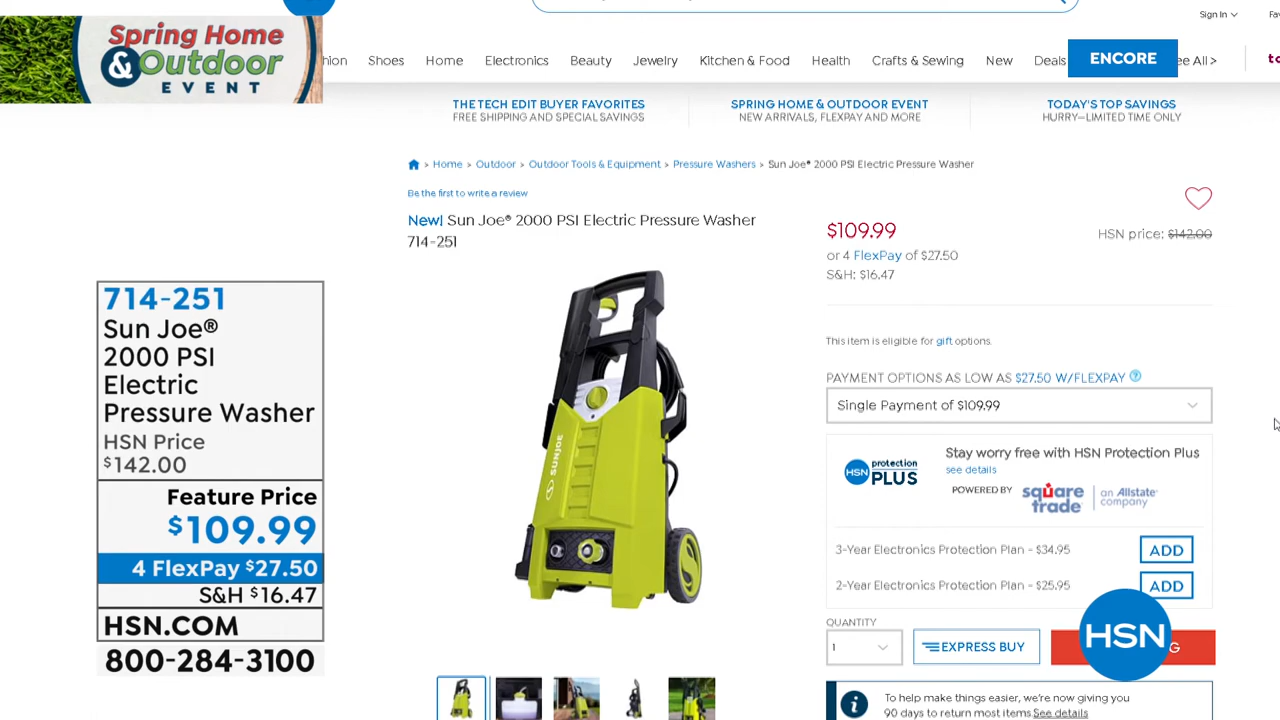 Spring Home
& Outdoor
EVENT
Sign In
Shoes
Home
Electronics
Beauty
Jewelry
Kitchen & Food
Health
Crafts & Sewing
New
Deals
ENCORE
All >
THE TECH EDIT BUYER FAVORITES
FREE SHIPPING AND SPECIAL SAVINGS
SPRING HOME & OUTDOOR EVENT
NEW ARRIVALS, FLEXPAY AND MORE
TODAY'S TOP SAVINGS
HURRY—LIMITED TIME ONLY
> Home > Outdoor > Outdoor Tools & Equipment > Pressure Washers > Sun Joe® 2000 PSI Electric Pressure Washer
Be the first to write a review
New! Sun Joe® 2000 PSI Electric Pressure Washer
714-251
SUNJOE
$109.99
HSN price: $142.00
or 4 FlexPay of $27.50
S&H: $16.47
This item is eligible for gift options.
PAYMENT OPTIONS AS LOW AS $27.50 W/FLEXPAY ?
Single Payment of $109.99
HSN protection PLUS
Stay worry free with HSN Protection Plus
see details
POWERED BY
square trade
an Allstate company
3-Year Electronics Protection Plan - $34.95
ADD
2-Year Electronics Protection Plan - $25.95
ADD
QUANTITY
1
EXPRESS BUY
G
HSN
i
To help make things easier, we're now giving you
90 days to return most items. See details
714-251
Sun Joe®
2000 PSI
Electric
Pressure Washer
HSN Price
$142.00
Feature Price
$109.99
4 FlexPay $27.50
S&H $16.47
HSN.COM
800-284-3100